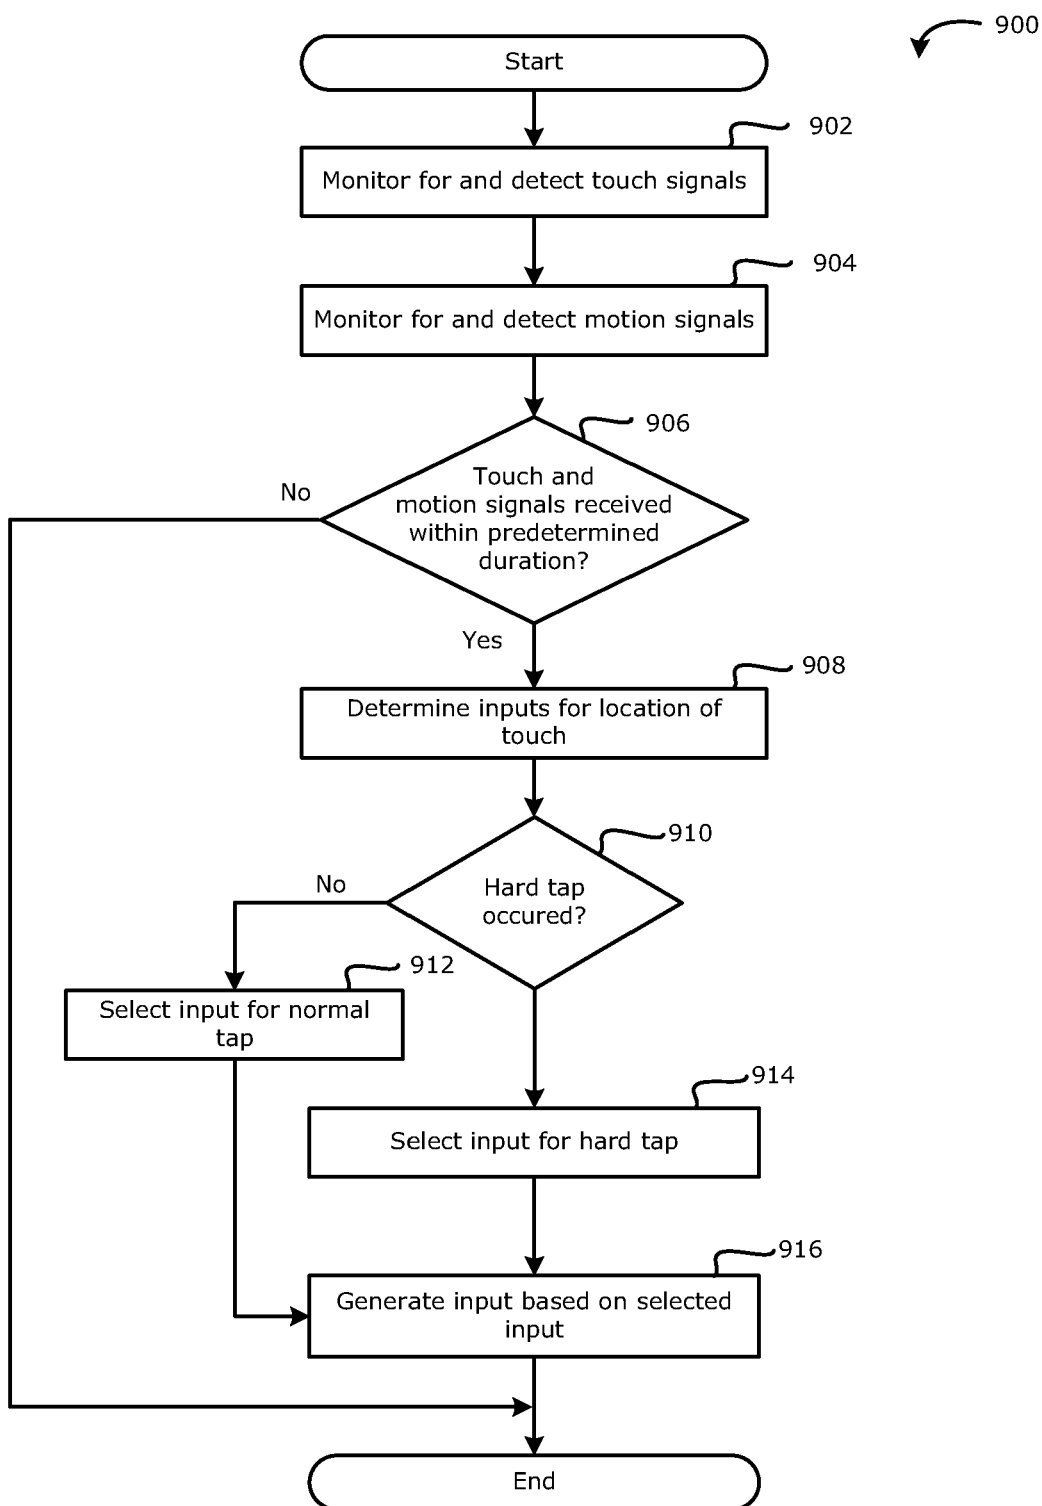 900
Start
902
Monitor for and detect touch signals
904
Monitor for and detect motion signals
906
Touch and
motion signals received
within predetermined
duration?
No
Yes
908
Determine inputs for location of
touch
910
Hard tap
occured?
No
912
Select input for normal
tap
914
Select input for hard tap
916
Generate input based on selected
input
End